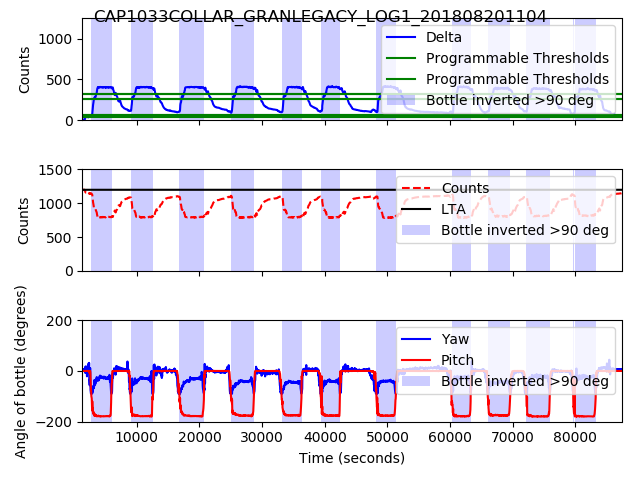 CAP1033COLLAR_GRANLEGACY_LOG1_201808201104
1000
500
0
Counts
Delta
Programmable Thresholds
Programmable Thresholds
Bottle inverted >90 deg
1500
1000
500
0
Counts
Counts
LTA
Bottle inverted >90 deg
200
0
−200
Angle of bottle (degrees)
Yaw
Pitch
Bottle inverted >90 deg
10000 20000 30000 40000 50000 60000 70000 80000
Time (seconds)